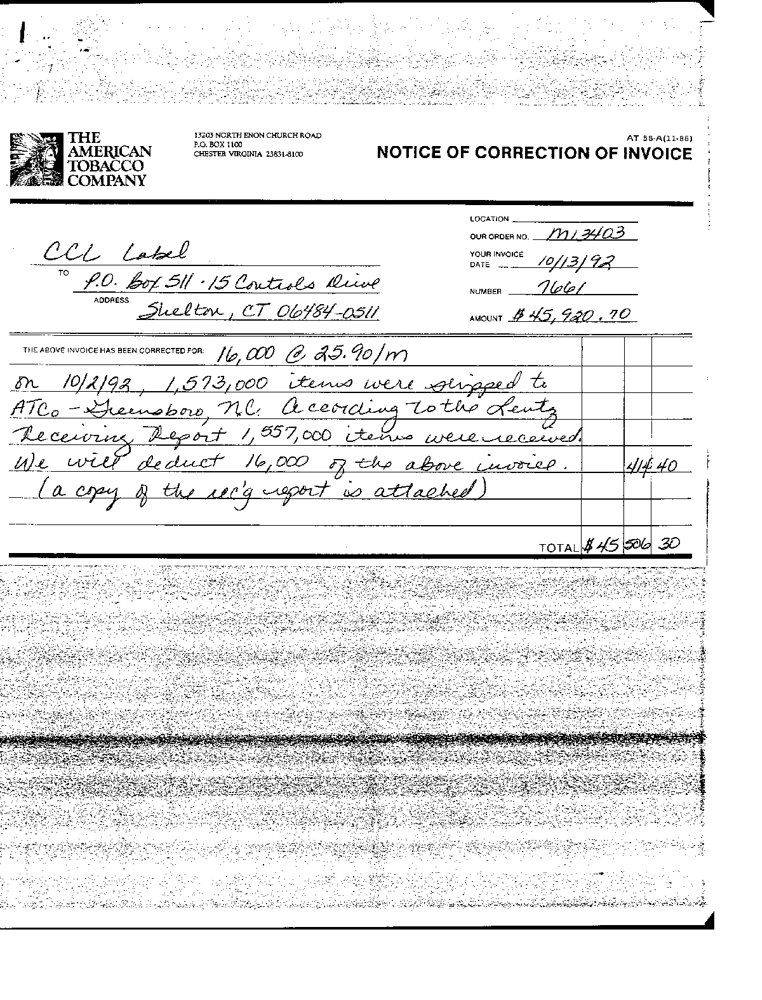 THE
AMERICAN
TOBACCO
COMPANY
13203 NORTH ENON CHURCH ROAD
P.O. BOX 1100
CHESTER VIRGINIA 23831-8100
AT 58-A(11-86)
NOTICE OF CORRECTION OF INVOICE
LOCATION
OUR ORDER NO. M13403
YOUR INVOICE
DATE 10/13/92
NUMBER 7661
AMOUNT $45,920.70
CCL Label
TO P.O. Box 511 - 15 Controls Drive
ADDRESS Shelton, CT 06484-0511
THE ABOVE INVOICE HAS BEEN CORRECTED FOR: 16,000 @ 25.90/m
on 10/2/92, 1,573,000 items were shipped to
ATCo - Greensboro, NC. According to the Lentz
Receiving Report 1,557,000 items were received.
We will deduct 16,000 of the above invoice. 414 40
(a copy of the rec'g report is attached)
TOTAL $45 506 30